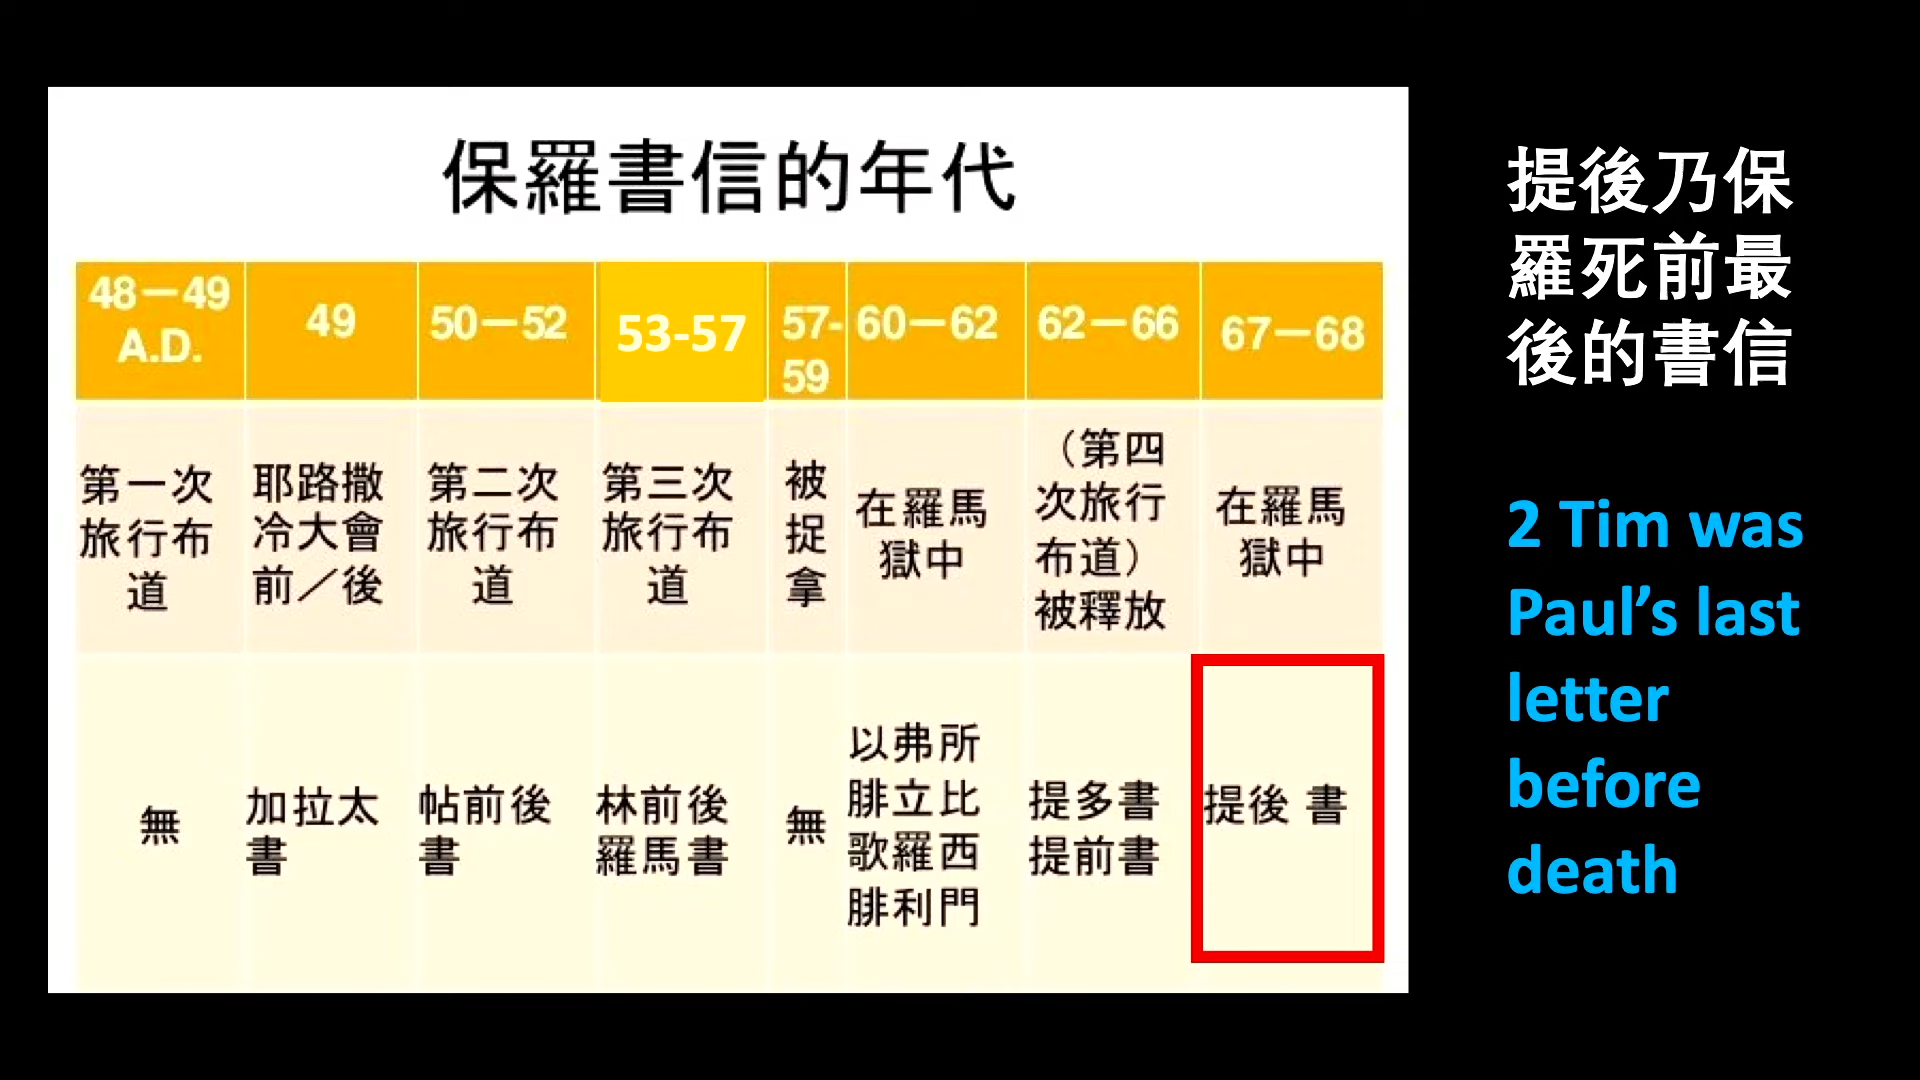 保羅書信的年代
48－49
A.D.
49
50－52
53-57
57-
59
60－62
62－66
67－68
第一次
旅行布
道
耶路撒
冷大會
前／後
第二次
旅行布
道
第三次
旅行布
道
被
捉
拿
在羅馬
獄中
（第四
次旅行
布道）
被釋放
在羅馬
獄中
無
加拉太
書
帖前後
書
林前後
羅馬書
無
以弗所
腓立比
歌羅西
腓利門
提多書
提前書
提後 書
提後乃保
羅死前最
後的書信
2 Tim was
Paul’s last
letter
before
death